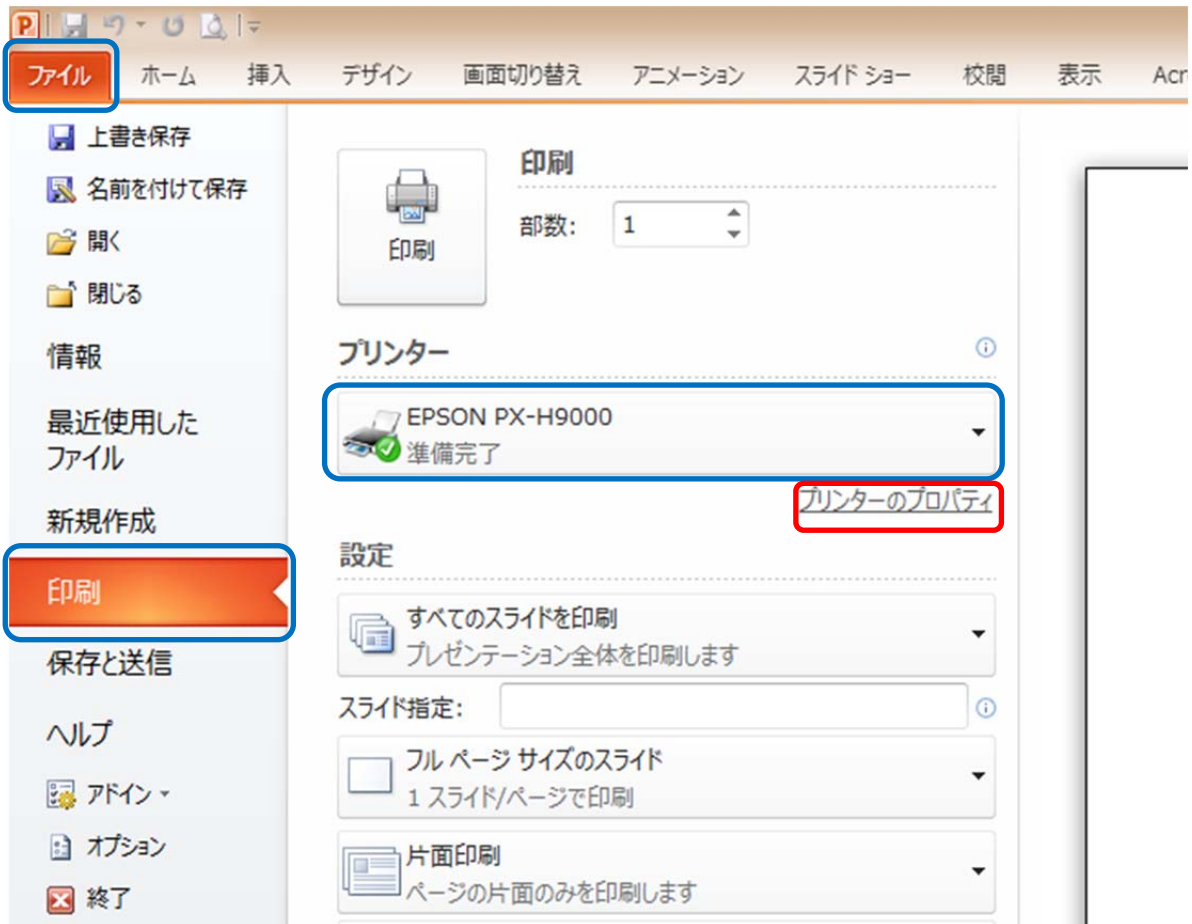 ファイル ホーム 挿入 デザイン 画面切り替え アニメーション スライド ショー 校閲 表示 Acr
上書き保存
名前を付けて保存
開く
閉じる
情報
最近使用した
ファイル
新規作成
印刷
保存と送信
ヘルプ
アドイン
オプション
終了
印刷
印刷
部数: 1
プリンター
EPSON PX-H9000
準備完了
プリンターのプロパティ
設定
すべてのスライドを印刷
プレゼンテーション全体を印刷します
スライド指定:
フル ページ サイズのスライド
1 スライド/ページで印刷
片面印刷
ページの片面のみを印刷します